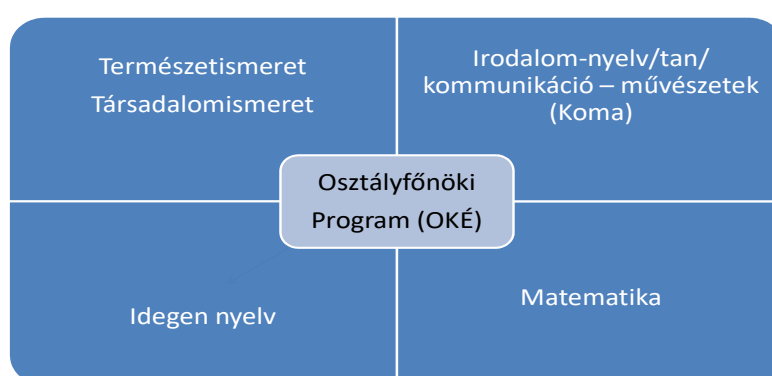 Természetismeret
Társadalomismeret
Irodalom-nyelv/tan/
kommunikáció – művészetek
(Koma)
Osztályfőnöki
Program (OKÉ)
Idegen nyelv
Matematika